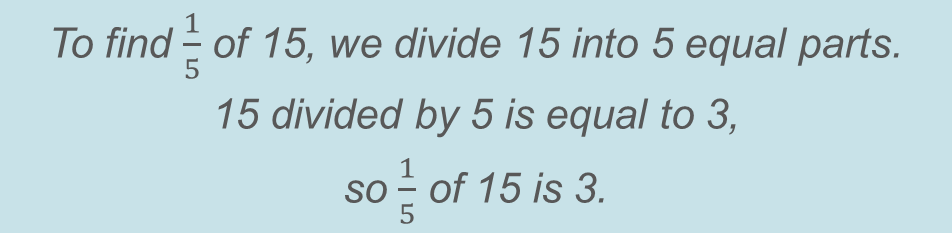 To find 1/5 of 15, we divide 15 into 5 equal parts.
15 divided by 5 is equal to 3,
so 1/5 of 15 is 3.